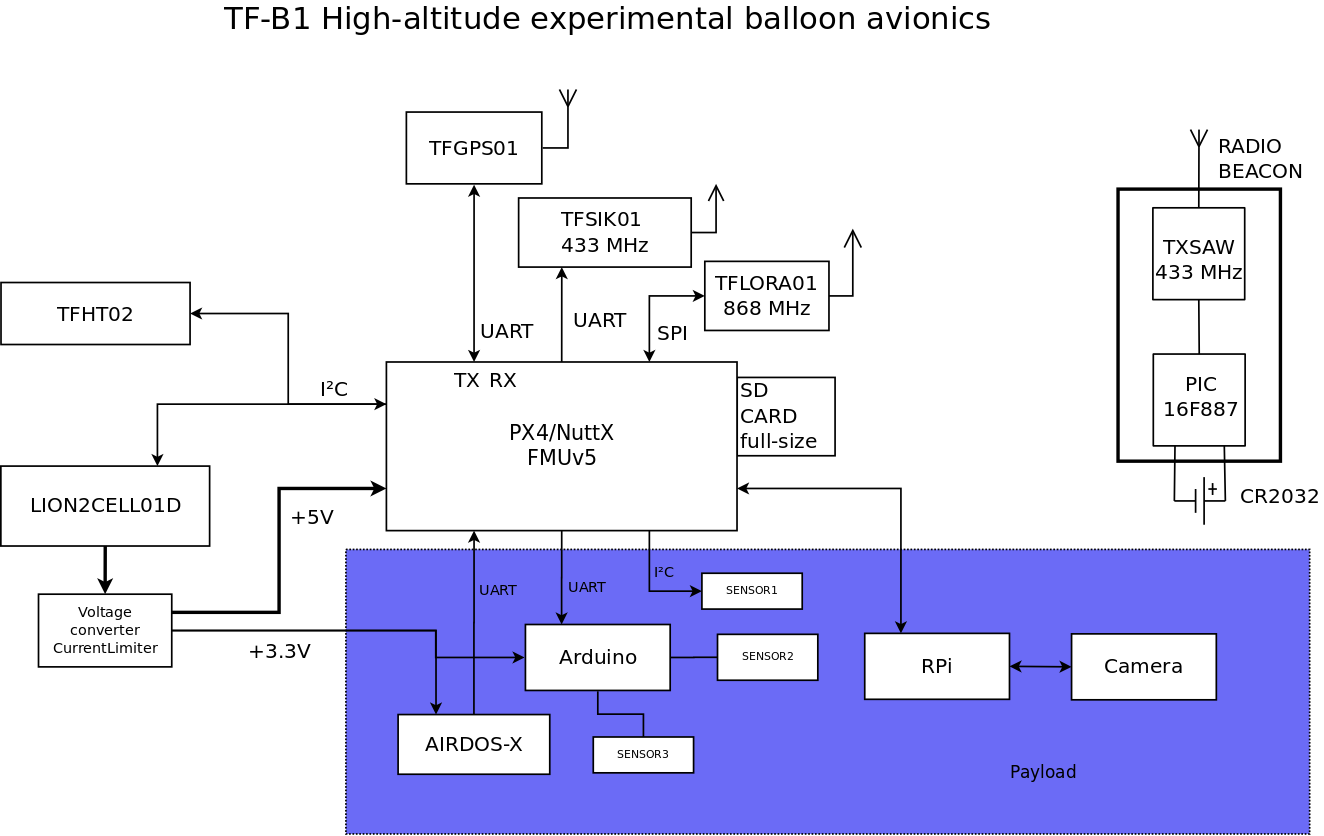 TF-B1 High-altitude experimental balloon avionics
TFGPS01
RADIO
BEACON
TFSIK01
433 MHz
TXSAW
433 MHz
TFLORA01
868 MHz
TFHT02
UART
UART
SPI
I²C
TX RX
SD
CARD
full-size
PIC
16F887
PX4/NuttX
FMUv5
LION2CELL01D
+5V
+
CR2032
UART
UART
I²C
SENSOR1
Voltage
converter
CurrentLimiter
+3.3V
Arduino
SENSOR2
RPi
Camera
AIRDOS-X
SENSOR3
Payload